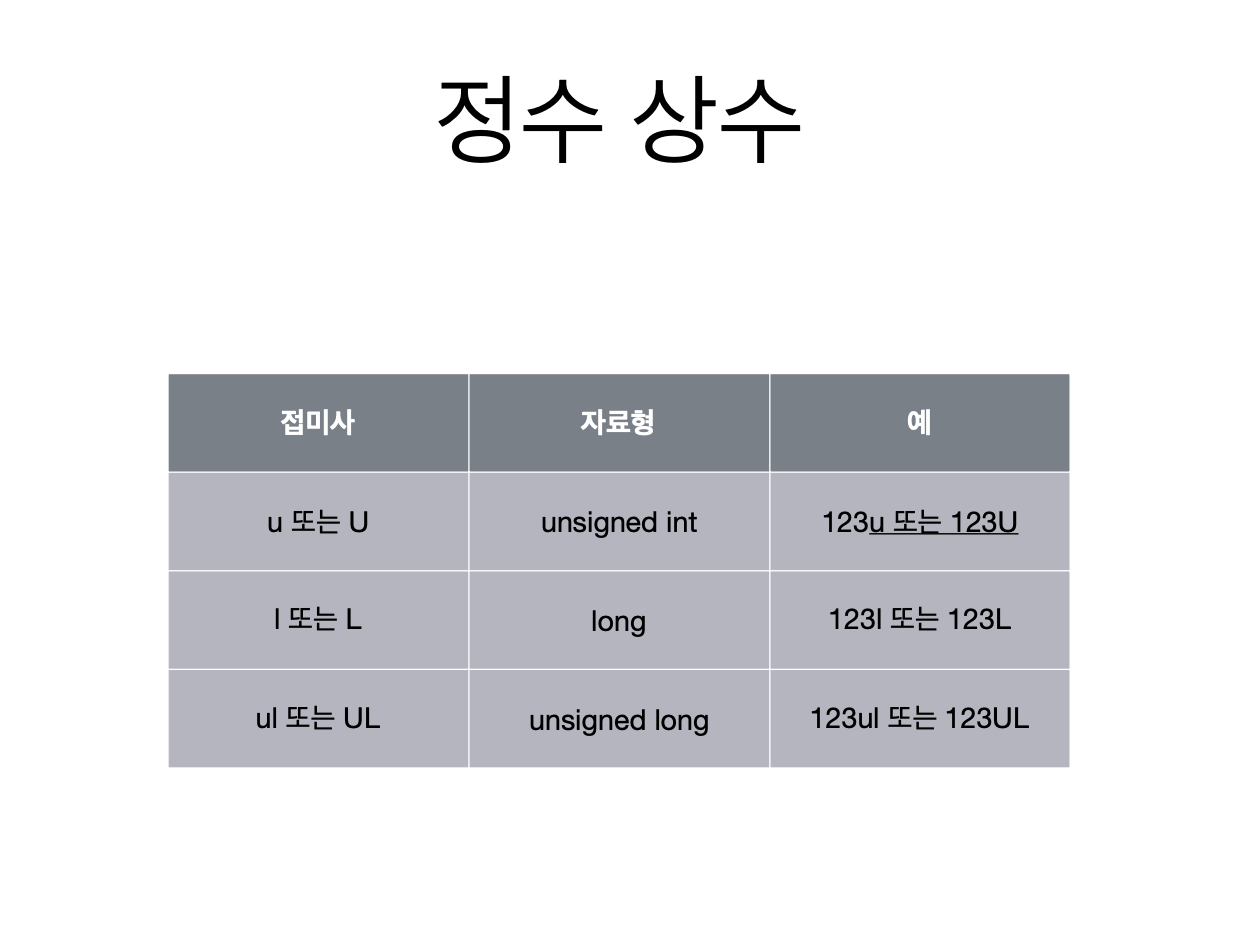 정수 상수
접미사 자료형 예
u 또는 U unsigned int 123u 또는 123U
l 또는 L long 123l 또는 123L
ul 또는 UL unsigned long 123ul 또는 123UL